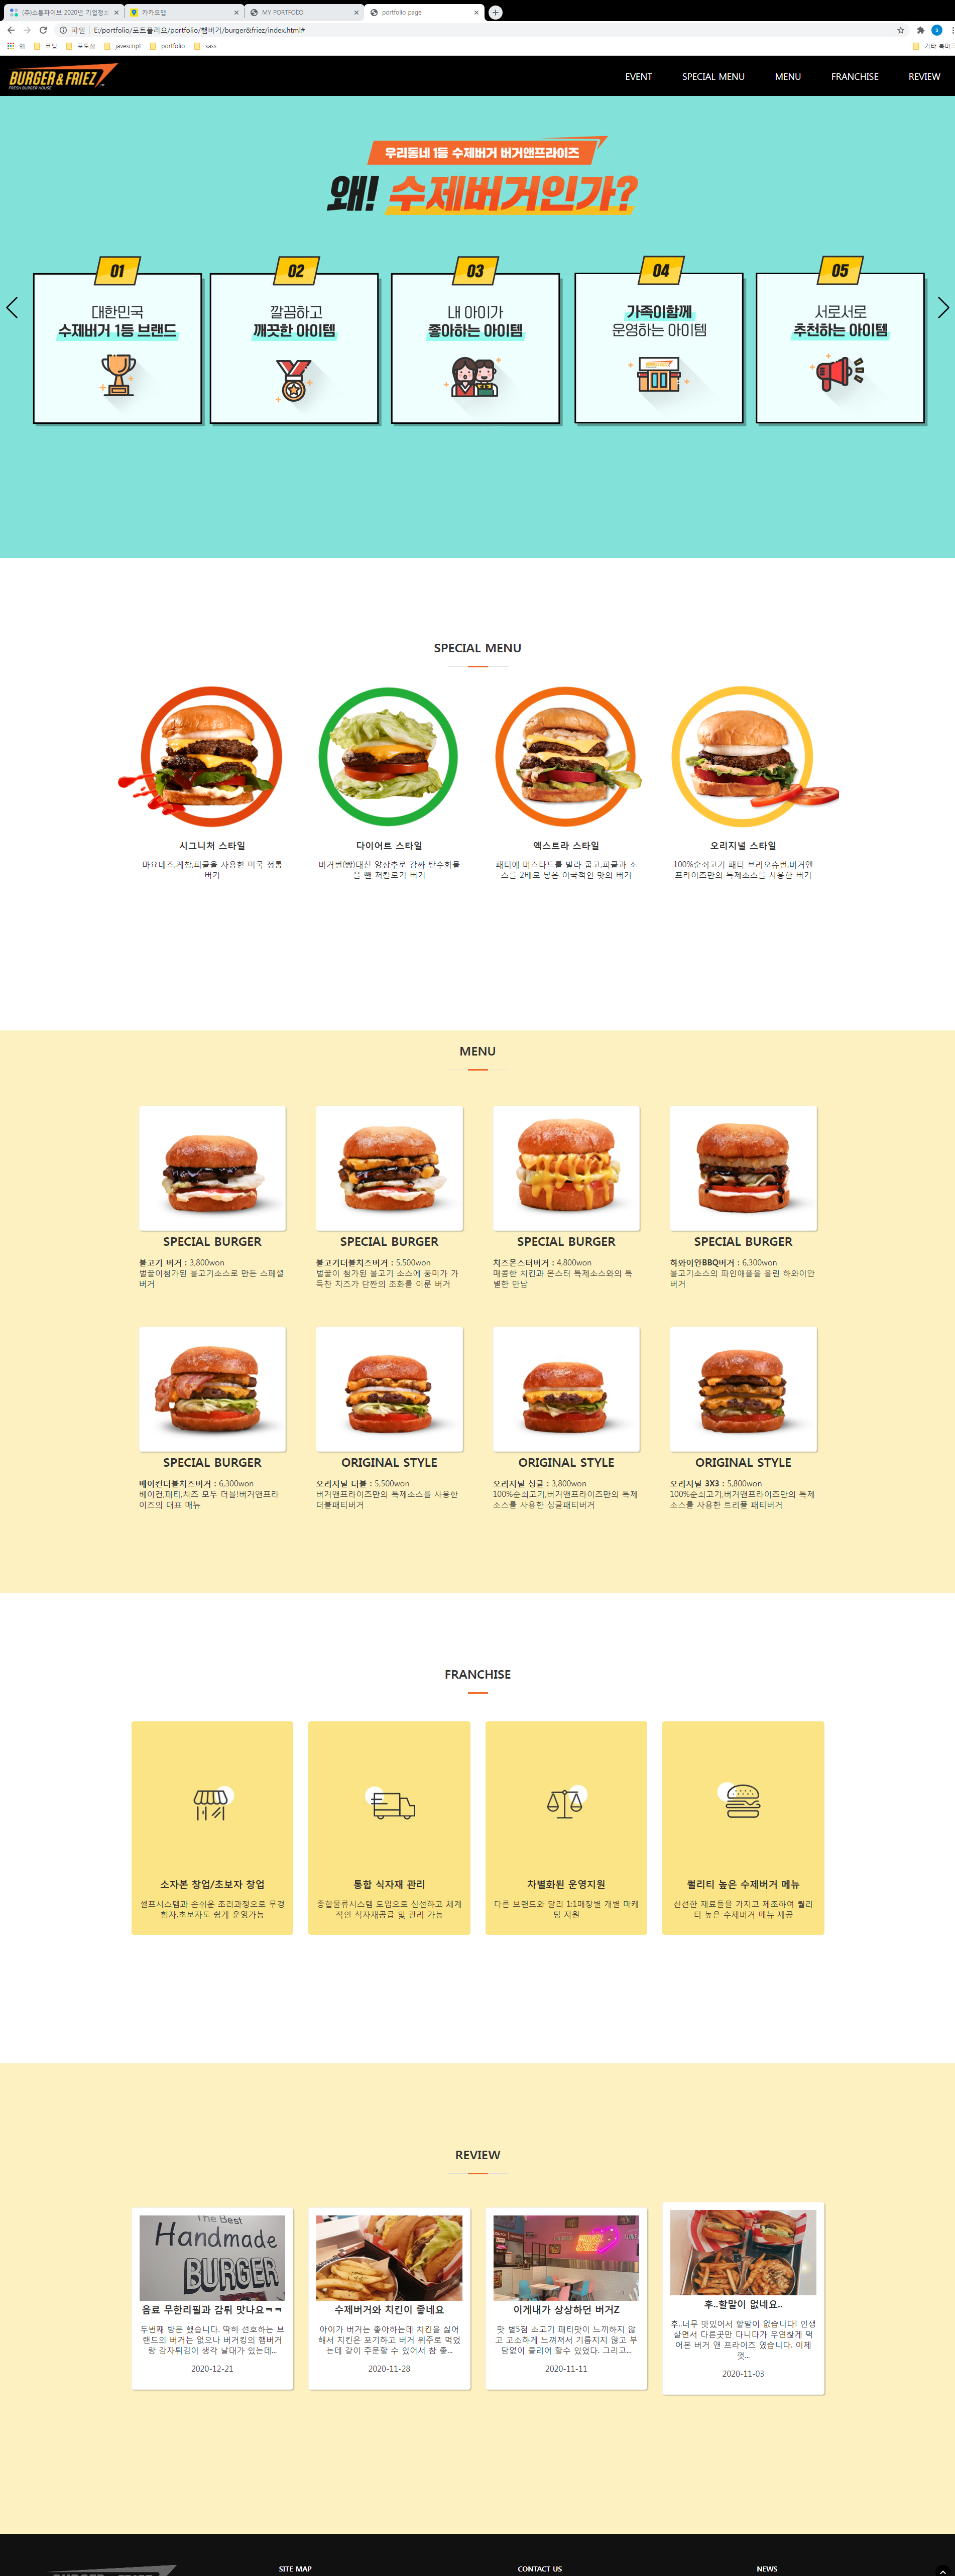 (주)소울파이브 2020년 기업정보
카카오맵
MY PORTFOBO
portfolio page
파일 | E:/portfolio/포트폴리오/portfolio/햄버거/burger&friez/index.html#
앱
코딩
포토샵
javescript
portfolio
sass
BURGER & FRIEZ
FRESH BURGER HOUSE
EVENT
SPECIAL MENU
MENU
FRANCHISE
REVIEW
우리동네 1등 수제버거 버거앤프라이즈
왜! 수제버거인가?
01
대한민국
수제버거 1등 브랜드
02
깔끔하고
깨끗한 아이템
03
내 아이가
좋아하는 아이템
04
가족이함께
운영하는 아이템
05
서로서로
추천하는 아이템
SPECIAL MENU
시그니처 스타일
마요네즈,케찹,피클을 사용한 미국 정통
버거
다이어트 스타일
버거번(빵)대신 양상추로 감싸 탄수화물
을 뺀 저칼로기 버거
엑스트라 스타일
패티에 머스타드를 발라 굽고,피클과 소
스를 2배로 넣은 이국적인 맛의 버거
오리지널 스타일
100%순쇠고기 패티 브리오슈번,버거앤
프라이즈만의 특제소스를 사용한 버거
MENU
SPECIAL BURGER
불고기 버거 : 3,800won
벌꿀이첨가된 불고기소스로 만든 스페셜
버거
SPECIAL BURGER
불고기더블치즈버거 : 5,500won
벌꿀이 첨가된 불고기 소스에 풍미가 가
득찬 치즈가 단짠의 조화를 이룬 버거
SPECIAL BURGER
치즈몬스터버거 : 4,800won
매콤한 치킨과 몬스터 특제소스와의 특
별한 만남
SPECIAL BURGER
하와이안BBQ버거 : 6,300won
불고기소스의 파인애플을 올린 하와이안
버거
SPECIAL BURGER
베이컨더블치즈버거 : 6,300won
베이컨,패티,치즈 모두 더블!버거앤프라
이즈의 대표 매뉴
ORIGINAL STYLE
오리지널 더블 : 5,500won
버거앤프라이즈만의 특제소스를 사용한
더블패티버거
ORIGINAL STYLE
오리지널 싱글 : 3,800won
100%순쇠고기,버거앤프라이즈만의 특제
소스를 사용한 싱글패티버거
ORIGINAL STYLE
오리지널 3X3 : 5,800won
100%순쇠고기,버거앤프라이즈만의 특제
소스를 사용한 트리플 패티버거
FRANCHISE
소자본 창업/초보자 창업
셀프시스템과 손쉬운 조리과정으로 무경
험자,초보자도 쉽게 운영가능
통합 식자재 관리
종합물류시스템 도입으로 신선하고 체계
적인 식자재공급 및 관리 가능
차별화된 운영지원
다른 브랜드와 달리 1:1매장별 개별 마케
팅 지원
퀄리티 높은 수제버거 메뉴
신선한 재료들을 가지고 제조하여 퀄리
티 높은 수제버거 메뉴 제공
REVIEW
The Best
Handmade
BURGER
음료 무한리필과 감튀 맛나요ㅋㅋ
두번째 방문 했습니다. 딱히 선호하는 브
랜드의 버거는 없으나 버거킹의 햄버거
랑 감자튀김이 생각 날대가 있는데...
2020-12-21
수제버거와 치킨이 좋네요
아이가 버거는 좋아하는데 치킨을 싫어
해서 치킨은 포기하고 버거 위주로 먹었
는데 같이 주문할 수 있어서 참 좋...
2020-11-28
이게내가 상상하던 버거Z
맛 별5점 소고기 패티맛이 느끼하지 않
고 고소하게 느껴져서 기름지지 않고 부
담없이 클리어 할수 있었다. 그리고...
2020-11-11
후..할말이 없네요..
후..너무 맛있어서 할말이 없습니다! 인생
살면서 다른곳만 다니다가 우연찮게 먹
어본 버거 앤 프라이즈 였습니다. 이제
껏...
2020-11-03
SITE MAP
CONTACT US
NEWS